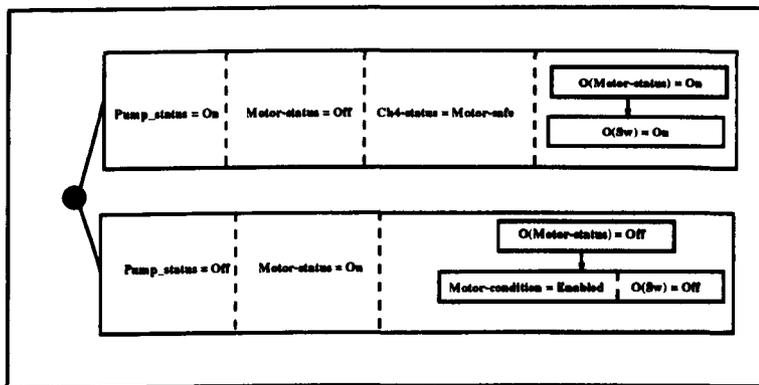 O(Motor-status) = On
Pump_status = On Motor-status = Off Ch4-status = Motor-safe
O(Sw) = On
O(Motor-status) = Off
Pump_status = Off Motor-status = On
Motor-condition = Enabled O(Sw) = Off